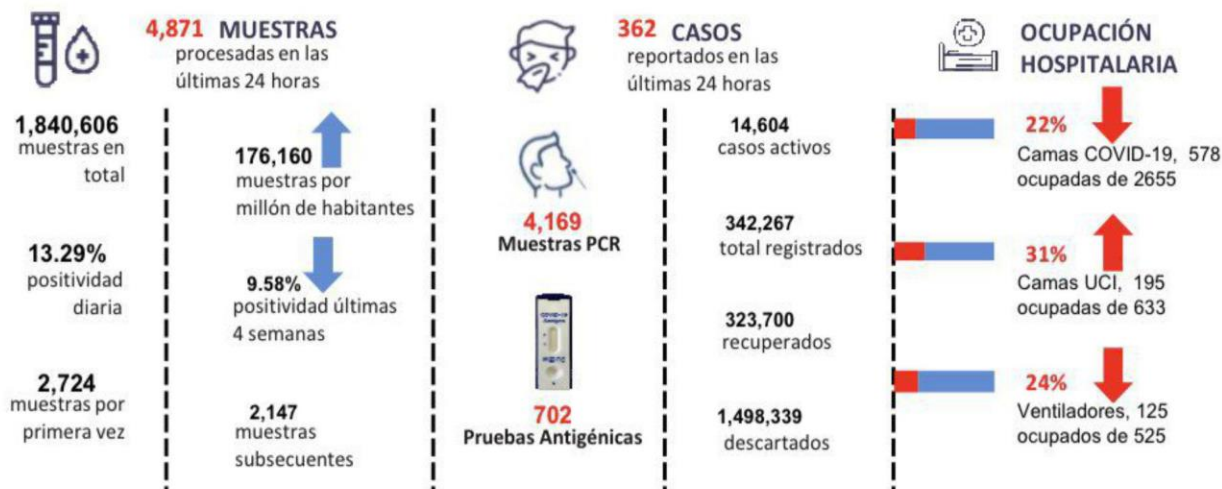 4,871 MUESTRAS
procesadas en las
últimas 24 horas
1,840,606
muestras en
total
176,160
muestras por
millón de habitantes
13.29%
positividad
diaria
9.58%
positividad últimas
4 semanas
2,724
muestras por
primera vez
2,147
muestras
subsecuentes
362 CASOS
reportados en las
últimas 24 horas
4,169
Muestras PCR
COVID-19
702
Pruebas Antigénicas
14,604
casos activos
342,267
total registrados
323,700
recuperados
1,498,339
descartados
OCUPACIÓN
HOSPITALARIA
22%
Camas COVID-19, 578
ocupadas de 2655
31%
Camas UCI, 195
ocupadas de 633
24%
Ventiladores, 125
ocupados de 525